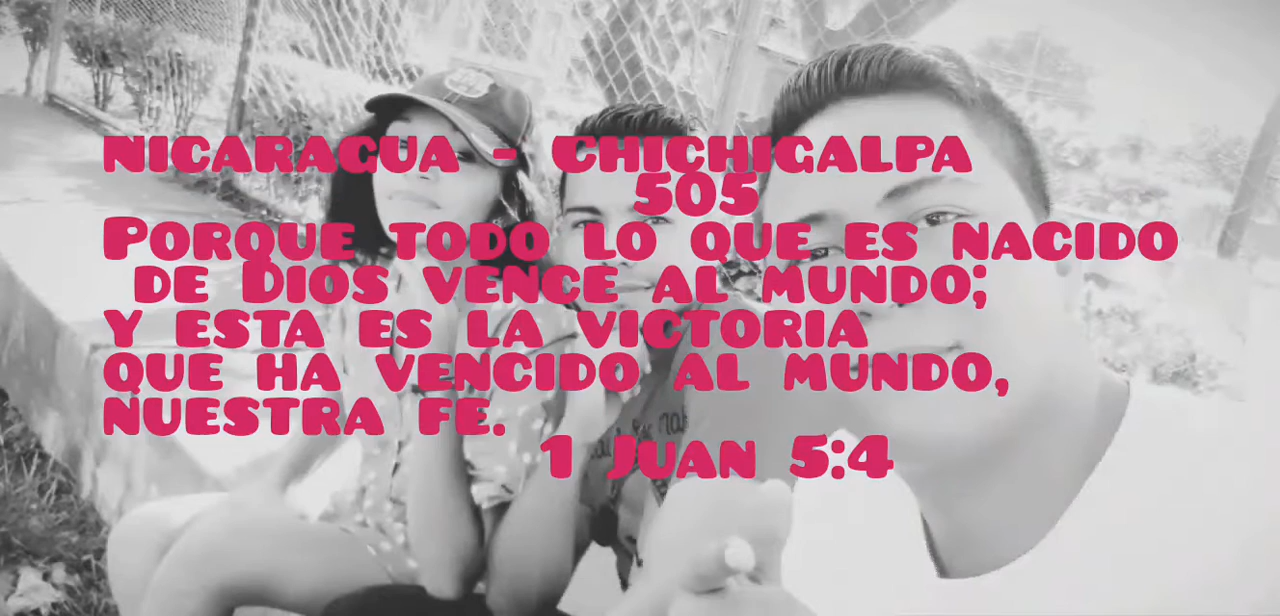 Nicaragua - Chichigalpa
505
Porque todo lo que es nacido
de Dios vence al mundo;
y esta es la victoria
que ha vencido al mundo,
nuestra fe.
1 Juan 5:4